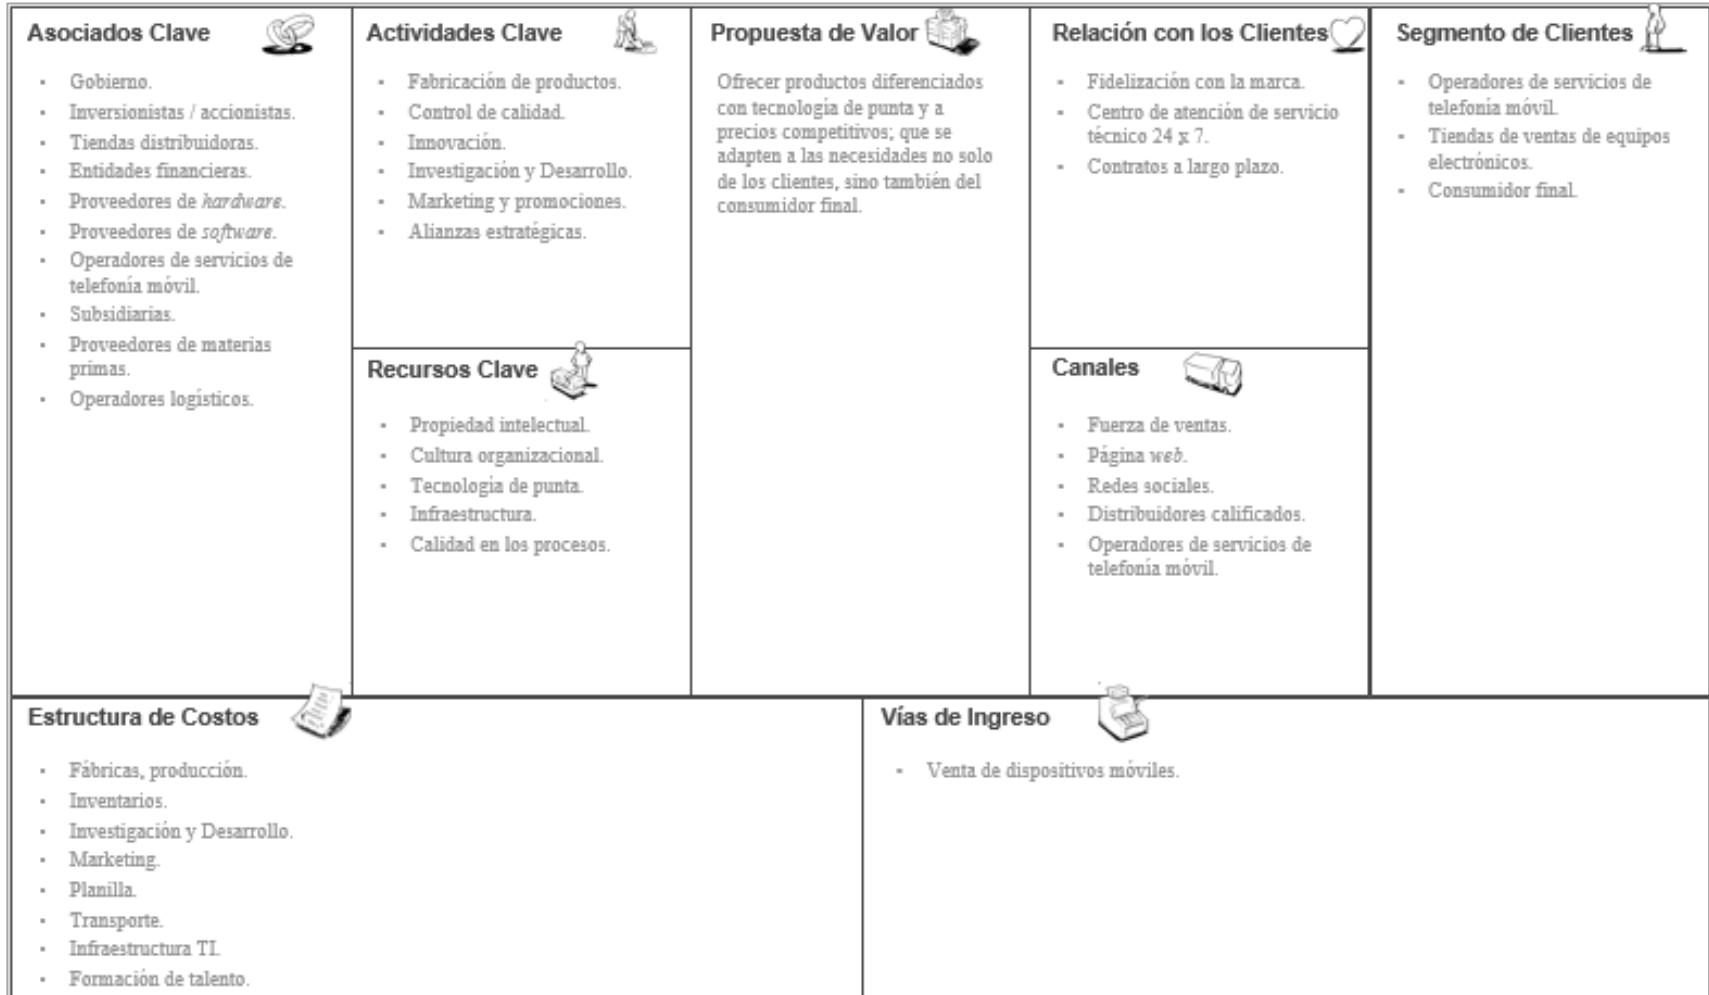 Asociados Clave
- Gobierno.
- Inversionistas / accionistas.
- Tiendas distribuidoras.
- Entidades financieras.
- Proveedores de hardware.
- Proveedores de software.
- Operadores de servicios de
telefonía móvil.
- Subsidiarias.
- Proveedores de materias
primas.
- Operadores logísticos.
Actividades Clave
- Fabricación de productos.
- Control de calidad.
- Innovación.
- Investigación y Desarrollo.
- Marketing y promociones.
- Alianzas estratégicas.
Recursos Clave
- Propiedad intelectual.
- Cultura organizacional.
- Tecnología de punta.
- Infraestructura.
- Calidad en los procesos.
Propuesta de Valor
Ofrecer productos diferenciados
con tecnología de punta y a
precios competitivos; que se
adapten a las necesidades no solo
de los clientes, sino también del
consumidor final.
Relación con los Clientes
- Fidelización con la marca.
- Centro de atención de servicio
técnico 24 x 7.
- Contratos a largo plazo.
Canales
- Fuerza de ventas.
- Página web.
- Redes sociales.
- Distribuidores calificados.
- Operadores de servicios de
telefonía móvil.
Segmento de Clientes
- Operadores de servicios de
telefonía móvil.
- Tiendas de ventas de equipos
electrónicos.
- Consumidor final.
Estructura de Costos
- Fábricas, producción.
- Inventarios.
- Investigación y Desarrollo.
- Marketing.
- Planilla.
- Transporte.
- Infraestructura TI.
- Formación de talento.
Vías de Ingreso
- Venta de dispositivos móviles.